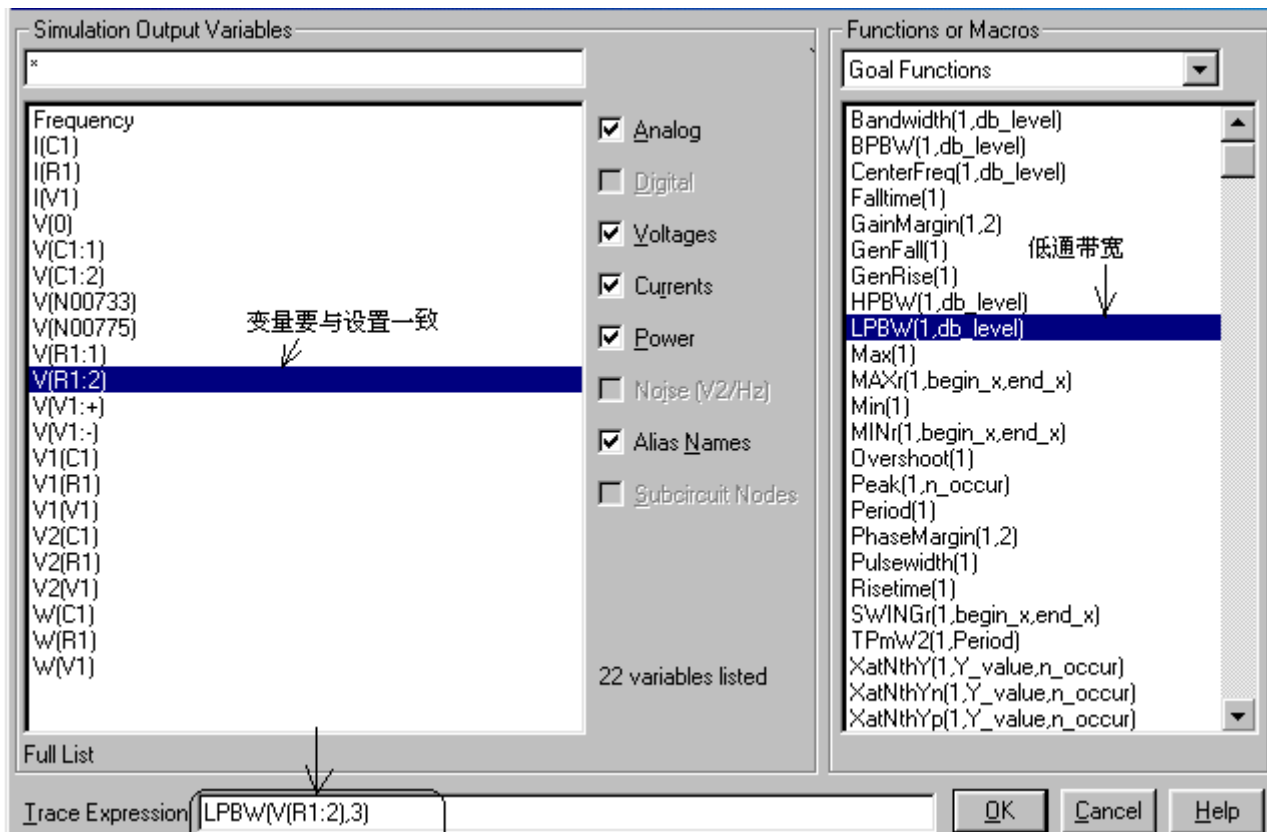 Simulation Output Variables
*
Frequency
I(C1)
I(R1)
I(V1)
V(0)
V(C1:1)
V(C1:2)
V(N00733)
V(N00775)
V(R1:1)
V(R1:2)
V(V1:+)
V(V1:-)
V1(C1)
V1(R1)
V1(V1)
V2(C1)
V2(R1)
V2(V1)
W(C1)
W(R1)
W(V1)
变量要与设置一致
Full List
Analog
Digital
Voltages
Currents
Power
Noise (V2/Hz)
Alias Names
Subcircuit Nodes
22 variables listed
Functions or Macros
Goal Functions
Bandwidth(1,db_level)
BPBW(1,db_level)
CenterFreq(1,db_level)
Falltime(1)
GainMargin(1,2)
GenFall(1)
GenRise(1)
HPBW(1,db_level)
LPBW(1,db_level)
Max(1)
MAXr(1,begin_x,end_x)
Min(1)
MINr(1,begin_x,end_x)
Overshoot(1)
Peak(1,n_occur)
Period(1)
PhaseMargin(1,2)
Pulsewidth(1)
Risetime(1)
SWINGr(1,begin_x,end_x)
TPmW2(1,Period)
XatNthY(1,Y_value,n_occur)
XatNthYn(1,Y_value,n_occur)
XatNthYp(1,Y_value,n_occur)
低通带宽
Trace Expression LPBW(V(R1:2),3)
OK
Cancel
Help